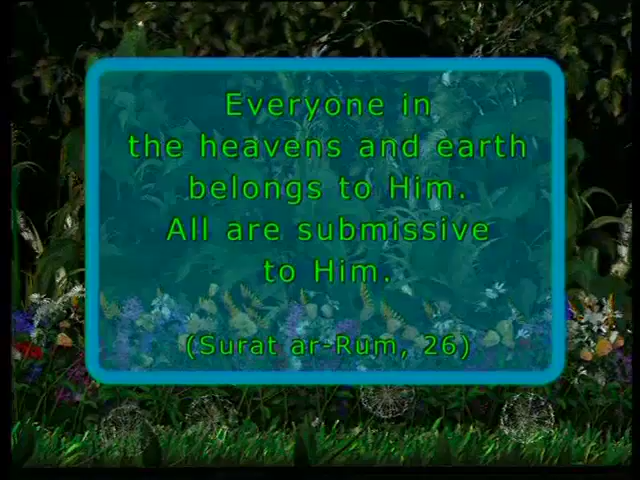 Everyone in
the heavens and earth
belongs to Him.
All are submissive
to Him.
(Surat ar-Rum, 26)